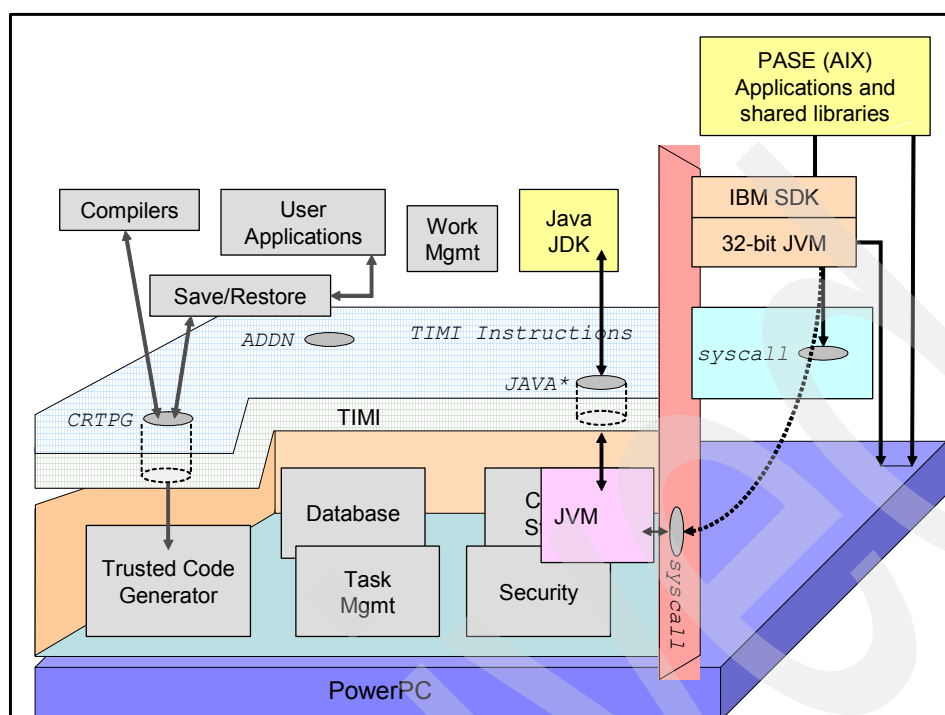 PASE (AIX)
Applications and
shared libraries
IBM SDK
32-bit JVM
Compilers
User
Applications
Work
Mgmt
Java
JDK
Save/Restore
ADDN
TIMI Instructions
syscall
JAVA*
CRTPG
TIMI
Database
C
S
JVM
Trusted Code
Generator
Task
Mgmt
Security
syscall
PowerPC